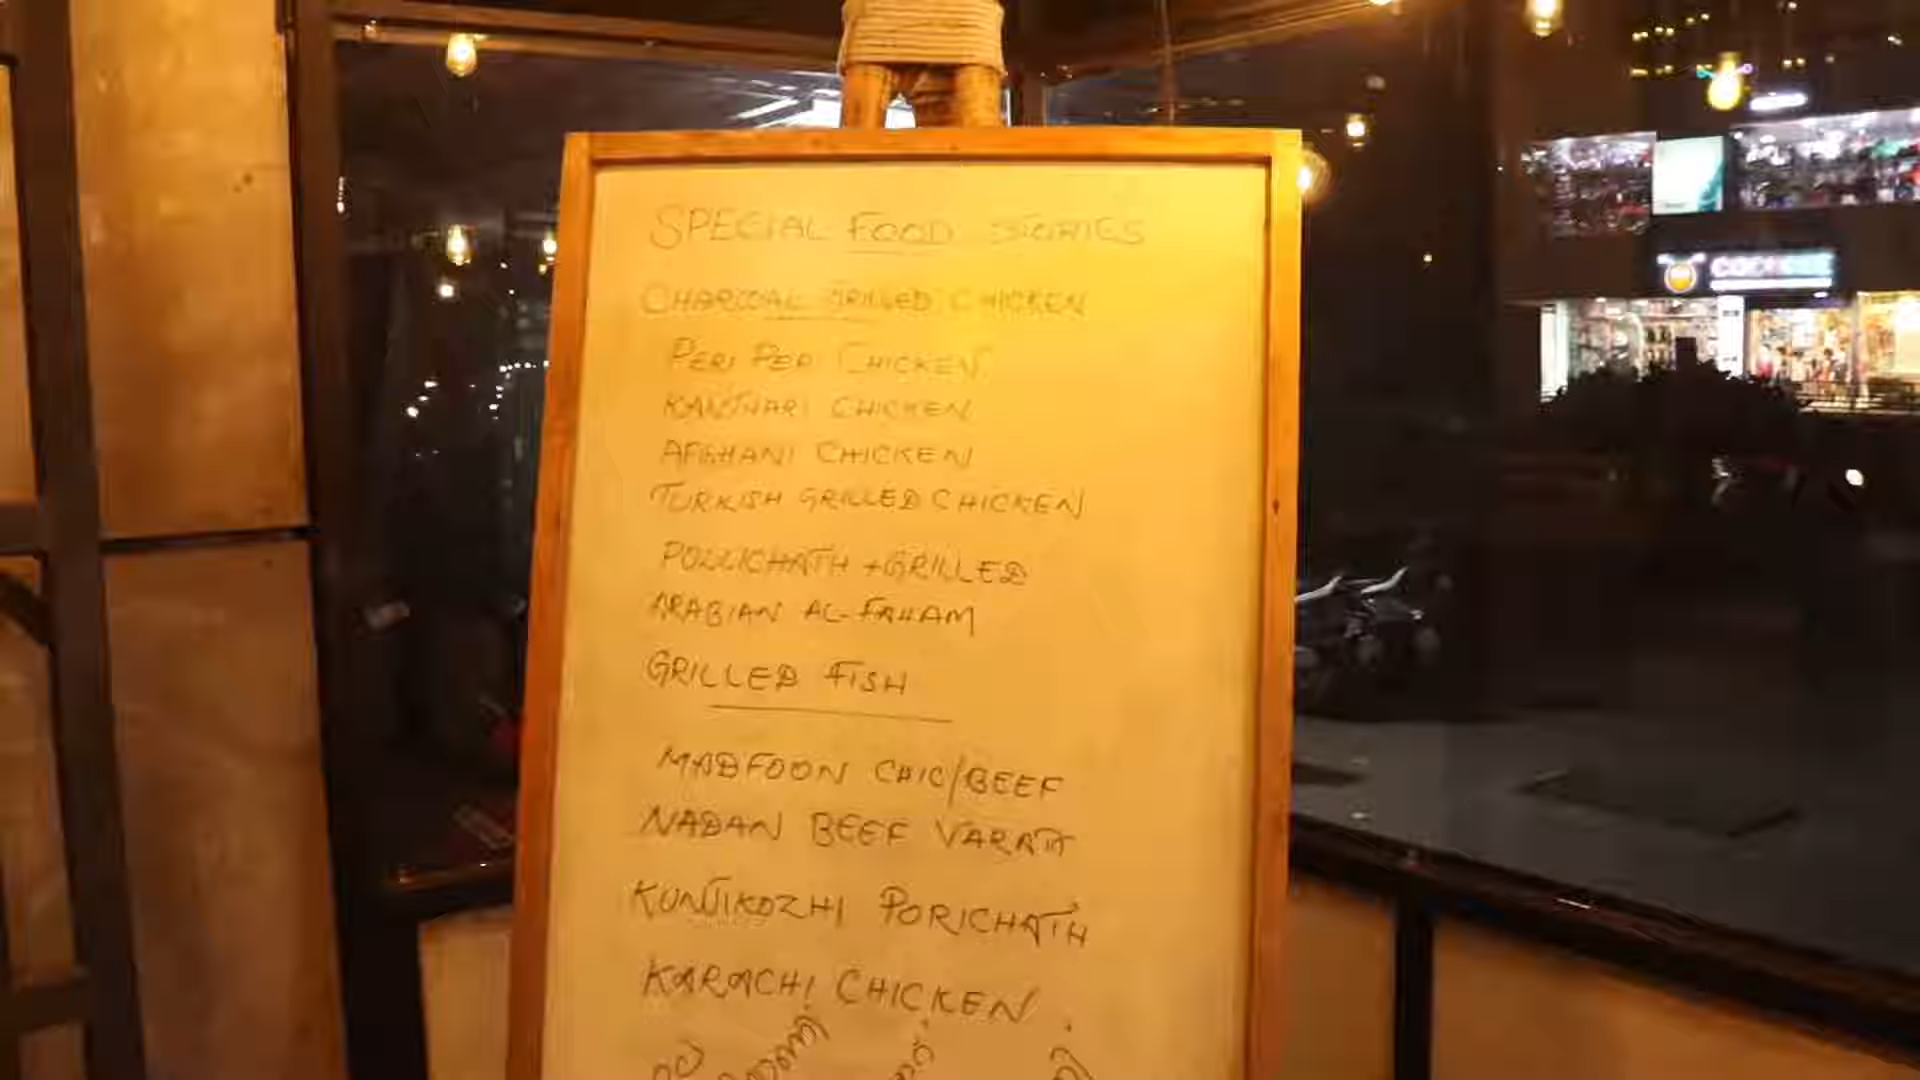 SPECIAL FOOD STORIES
CHARCOAL GRILLED CHICKEN
PERI PERI CHICKEN
KANTHARI CHICKEN
AFGHANI CHICKEN
TURKISH GRILLED CHICKEN
POLLICHATH + GRILLED
ARABIAN AL-FAHAM
GRILLED FISH
MADFOON CHIC/BEEF
NADAN BEEF
KUNJIKOZHI PORICHATH
KARACHI CHICKEN.